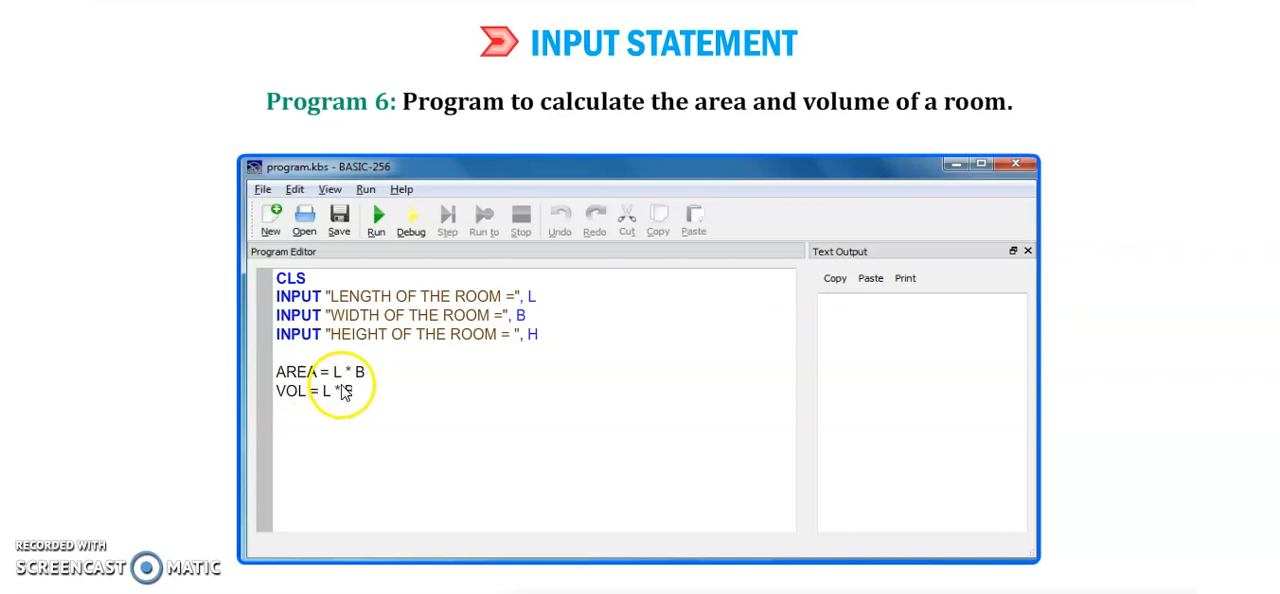 INPUT STATEMENT
Program 6: Program to calculate the area and volume of a room.
program.kbs - BASIC-256
File Edit View Run Help
New Open Save Run Debug Step Run to Stop Undo Redo Cut Copy Paste
Program Editor
Text Output
Copy Paste Print
CLS
INPUT "LENGTH OF THE ROOM =", L
INPUT "WIDTH OF THE ROOM =", B
INPUT "HEIGHT OF THE ROOM = ", H
AREA = L * B
VOL = L *
RECORDED WITH
SCREENCAST MATIC